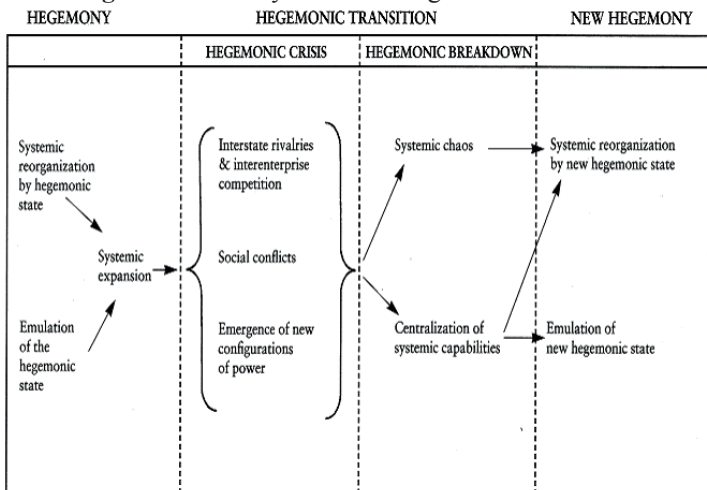 HEGEMONY
HEGEMONIC TRANSITION
NEW HEGEMONY
HEGEMONIC CRISIS
HEGEMONIC BREAKDOWN
Systemic
reorganization
by hegemonic
state
Systemic
expansion
Emulation
of the
hegemonic
state
Interstate rivalries
& interenterprise
competition
Social conflicts
Emergence of new
configurations
of power
Systemic chaos
Centralization of
systemic capabilities
Systemic reorganization
by new hegemonic state
Emulation of
new hegemonic state